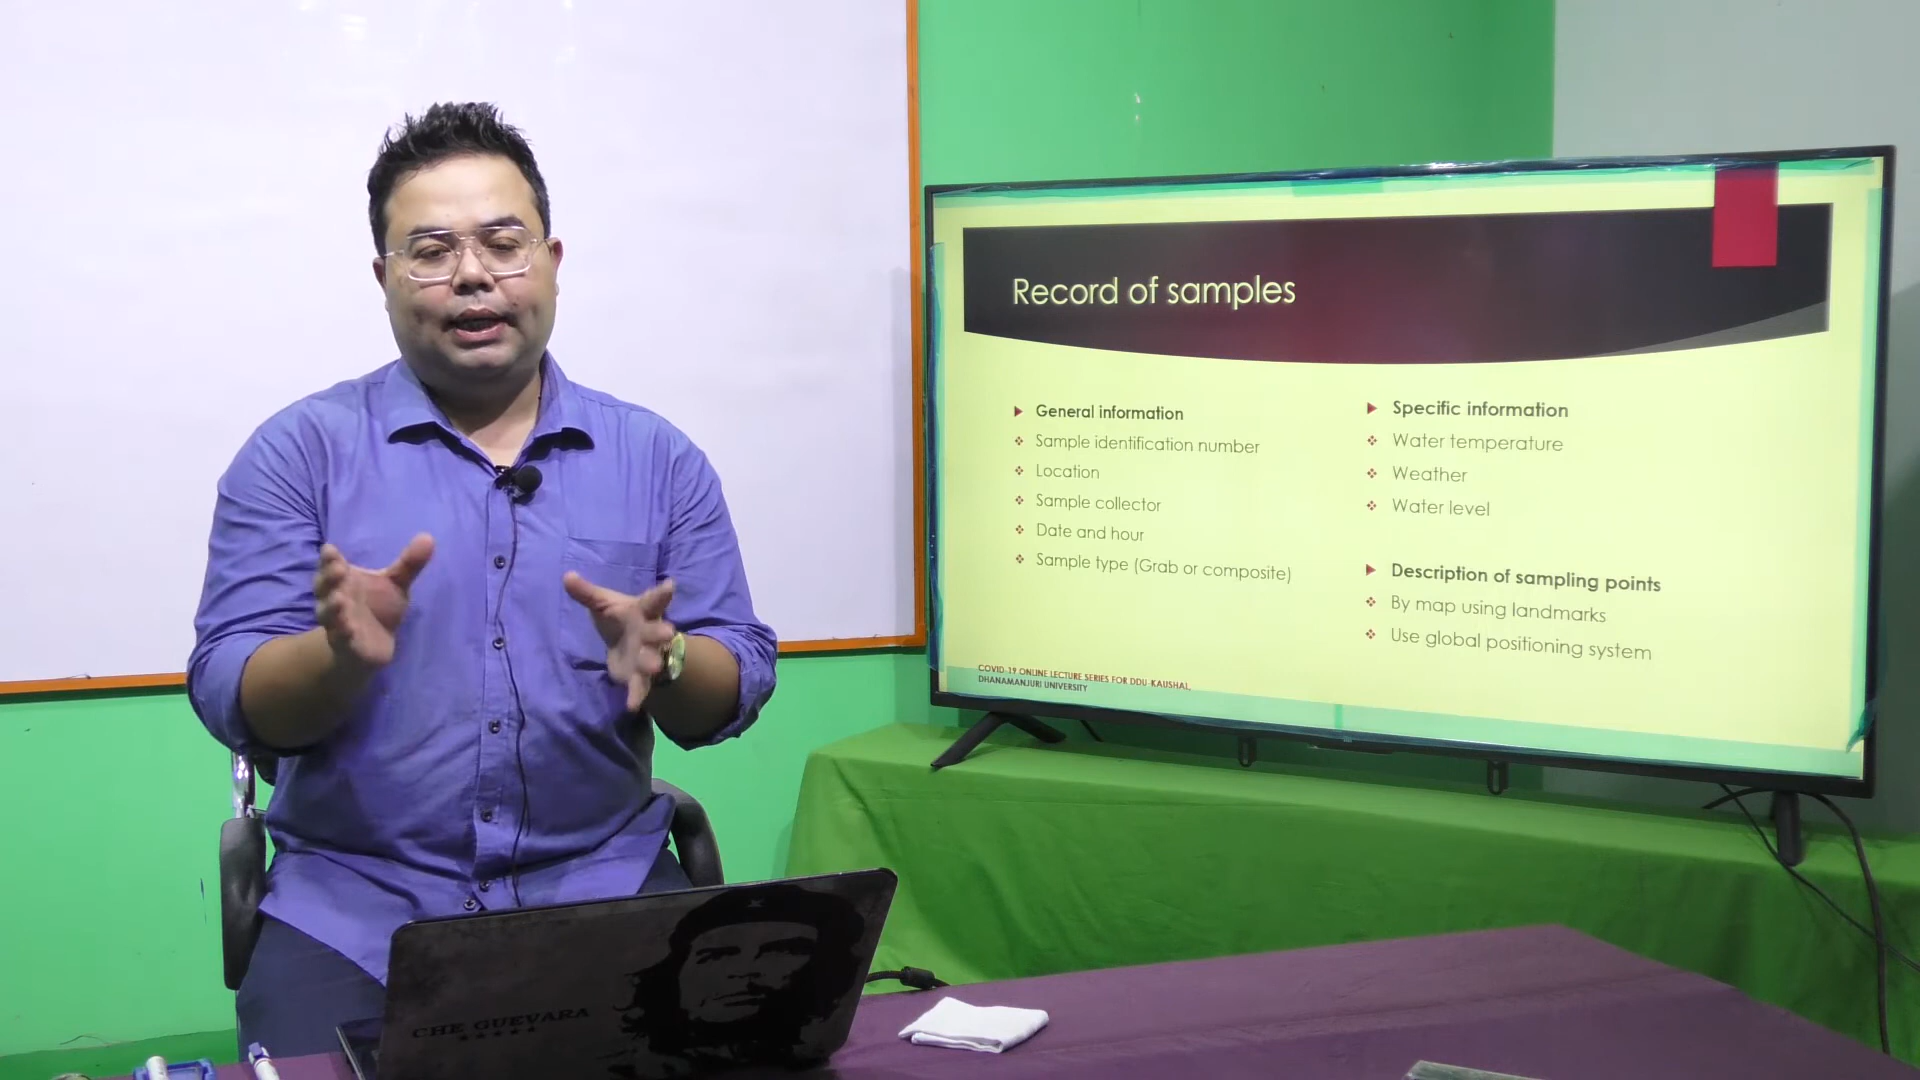 Record of samples
General information
Sample identification number
Location
Sample collector
Date and hour
Sample type (Grab or composite)
Specific information
Water temperature
Weather
Water level
Description of sampling points
By map using landmarks
Use global positioning system
COVID-19 ONLINE LECTURE SERIES FOR DDU-KAUSHAL,
DHANAMANJURI UNIVERSITY
CHE GUEVARA